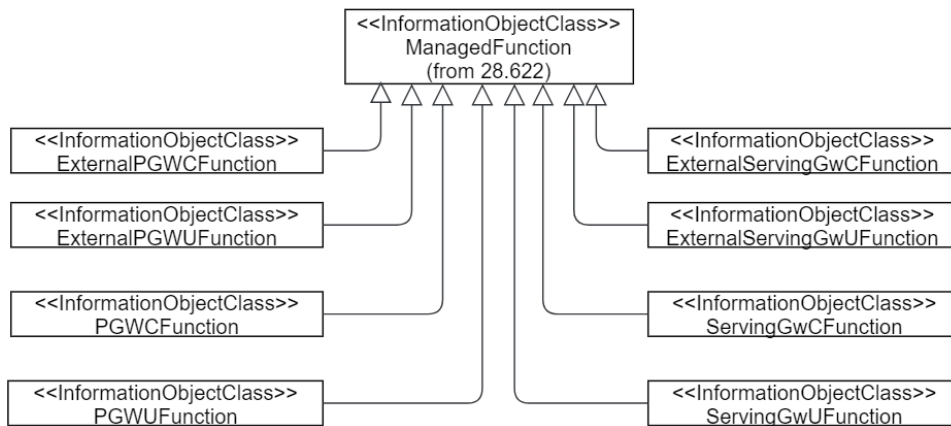 <<InformationObjectClass>>
ManagedFunction
(from 28.622)
<<InformationObjectClass>>
ExternalPGWCFunction
<<InformationObjectClass>>
ExternalServingGwCFunction
<<InformationObjectClass>>
ExternalPGWUFunction
<<InformationObjectClass>>
ExternalServingGwUFunction
<<InformationObjectClass>>
PGWCFunction
<<InformationObjectClass>>
ServingGwCFunction
<<InformationObjectClass>>
PGWUFunction
<<InformationObjectClass>>
ServingGwUFunction